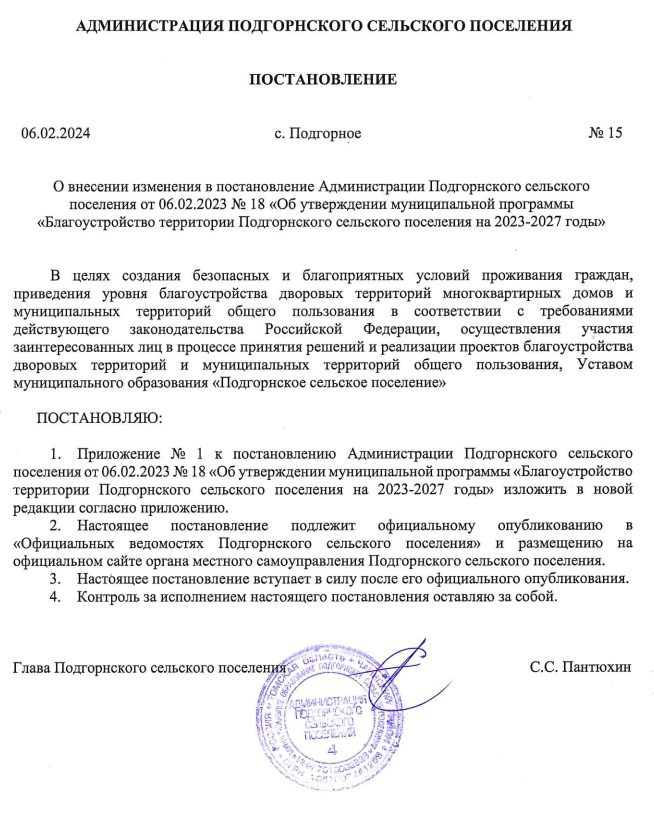 АДМИНИСТРАЦИЯ ПОДГОРНСКОГО СЕЛЬСКОГО ПОСЕЛЕНИЯ
ПОСТАНОВЛЕНИЕ
06.02.2024 с. Подгорное № 15
О внесении изменения в постановление Администрации Подгорнского сельского
поселения от 06.02.2023 № 18 «Об утверждении муниципальной программы
«Благоустройство территории Подгорнского сельского поселения на 2023-2027 годы»
В целях создания безопасных и благоприятных условий проживания граждан,
приведения уровня благоустройства дворовых территорий многоквартирных домов и
муниципальных территорий общего пользования в соответствии с требованиями
действующего законодательства Российской Федерации, осуществления участия
заинтересованных лиц в процессе принятия решений и реализации проектов благоустройства
дворовых территорий и муниципальных территорий общего пользования, Уставом
муниципального образования «Подгорнское сельское поселение»
ПОСТАНОВЛЯЮ:
1. Приложение № 1 к постановлению Администрации Подгорнского сельского
поселения от 06.02.2023 № 18 «Об утверждении муниципальной программы «Благоустройство
территории Подгорнского сельского поселения на 2023-2027 годы» изложить в новой
редакции согласно приложению.
2. Настоящее постановление подлежит официальному опубликованию в
«Официальных ведомостях Подгорнского сельского поселения» и размещению на
официальном сайте органа местного самоуправления Подгорнского сельского поселения.
3. Настоящее постановление вступает в силу после его официального опубликования.
4. Контроль за исполнением настоящего постановления оставляю за собой.
Глава Подгорнского сельского поселения С.С. Пантюхин
РОССИЯ ТОМСКАЯ ОБЛАСТЬ
АДМИНИСТРАЦИЯ
ПОДГОРНСКОГО
СЕЛЬСКОГО
ПОСЕЛЕНИЯ
4